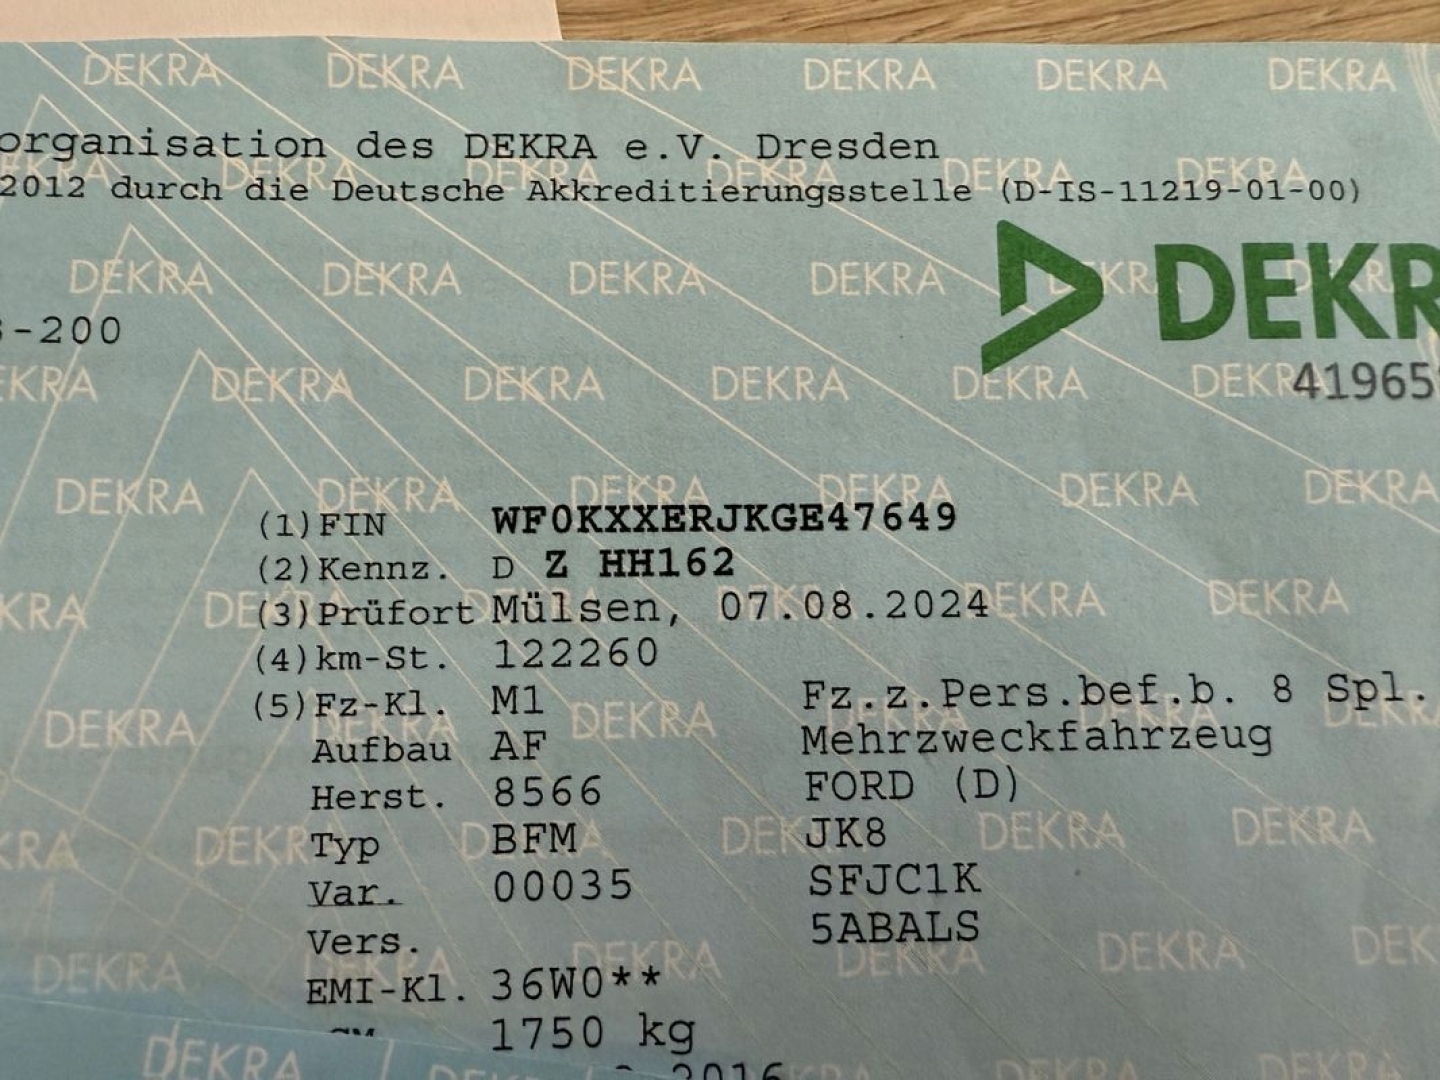 organisation des DEKRA e.V. Dresden
2012 durch die Deutsche Akkreditierungsstelle (D-IS-11219-01-00)
-200
DEKR
41965
(1) FIN WF0KXXERJKGE47649
(2) Kennz. D Z HH162
(3) Prüfort Mülsen, 07.08.2024
(4) km-St. 122260
(5) Fz-Kl. M1 Fz.z.Pers.bef.b. 8 Spl.
Aufbau AF Mehrzweckfahrzeug
Herst. 8566 FORD (D)
Typ BFM JK8
Var. 00035 SFJC1K
Vers. 5ABALS
EMI-Kl. 36W0**
1750 kg
2016